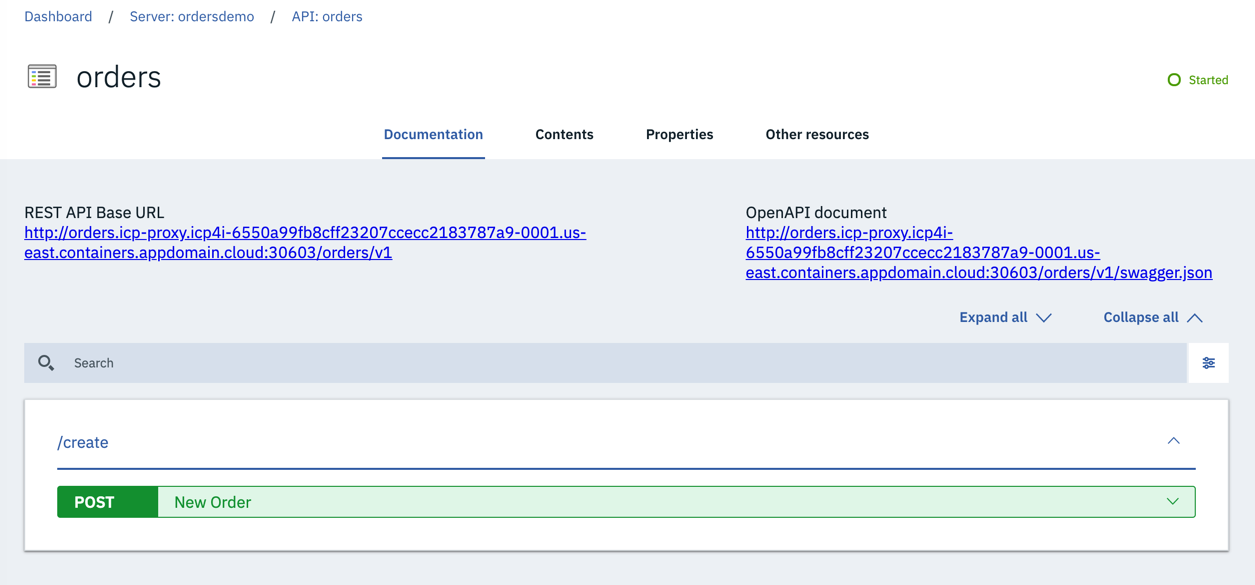 Dashboard / Server: ordersdemo / API: orders
orders
Started
Documentation Contents Properties Other resources
REST API Base URL
http://orders.icp-proxy.icp4i-6550a99fb8cff23207ccecc2183787a9-0001.us-
east.containers.appdomain.cloud:30603/orders/v1
OpenAPI document
http://orders.icp-proxy.icp4i-
6550a99fb8cff23207ccecc2183787a9-0001.us-
east.containers.appdomain.cloud:30603/orders/v1/swagger.json
Expand all Collapse all
Search
/create
POST New Order